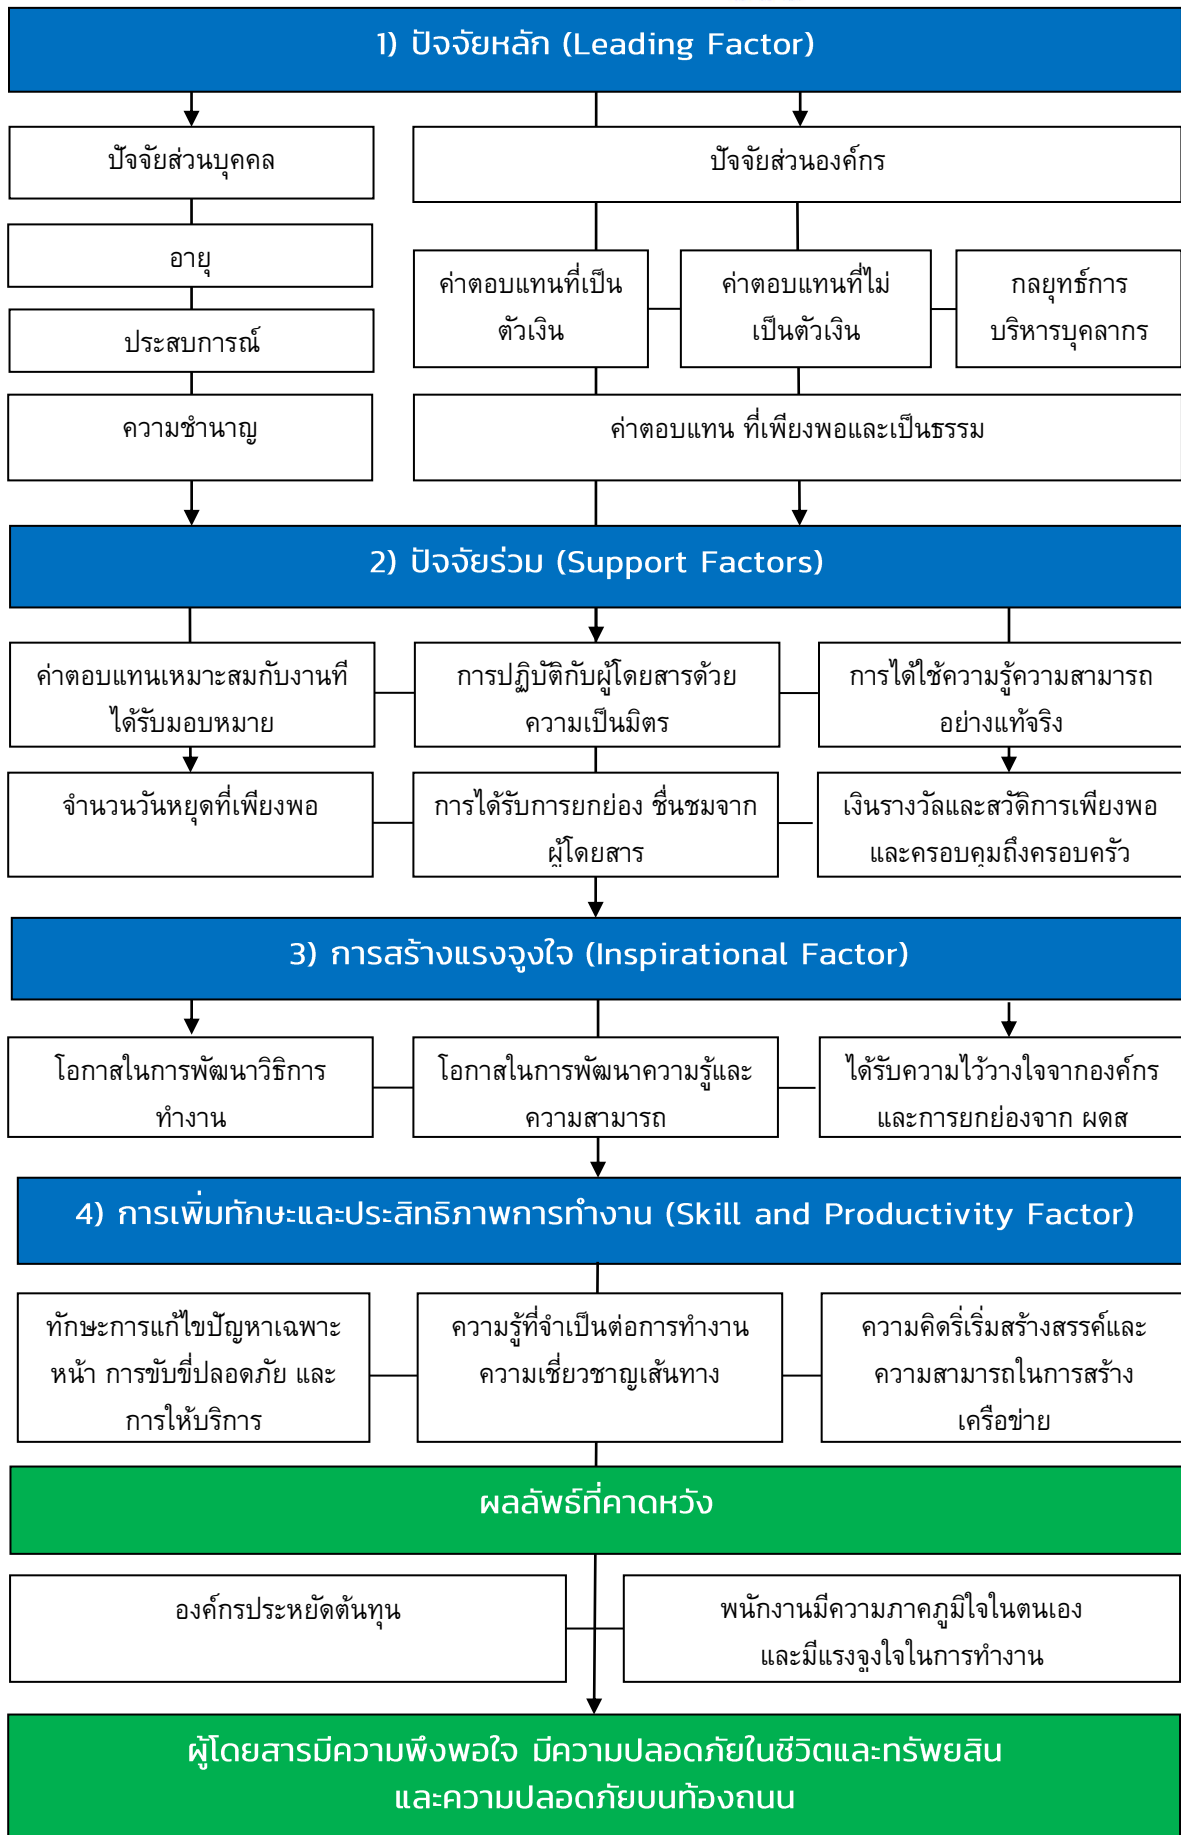 1) ปัจจัยหลัก (Leading Factor)
ปัจจัยส่วนบุคคล
ปัจจัยส่วนองค์กร
อายุ
ประสบการณ์
ความชำนาญ
ค่าตอบแทนที่เป็น
ตัวเงิน
ค่าตอบแทนที่ไม่
เป็นตัวเงิน
กลยุทธ์การ
บริหารบุคลากร
ค่าตอบแทน ที่เพียงพอและเป็นธรรม
2) ปัจจัยร่วม (Support Factors)
ค่าตอบแทนเหมาะสมกับงานที่
ได้รับมอบหมาย
การปฏิบัติกับผู้โดยสารด้วย
ความเป็นมิตร
การได้ใช้ความรู้ความสามารถ
อย่างแท้จริง
จำนวนวันหยุดที่เพียงพอ
การได้รับการยกย่อง ชื่นชมจาก
ผู้โดยสาร
เงินรางวัลและสวัดิการเพียงพอ
และครอบคุมถึงครอบครัว
3) การสร้างแรงจูงใจ (Inspirational Factor)
โอกาสในการพัฒนาวิธิการ
ทำงาน
โอกาสในการพัฒนาความรู้และ
ความสามารถ
ได้รับความไว้วางใจจากองค์กร
และการยกย่องจาก ผดส
4) การเพิ่มทักษะและประสิทธิภาพการทำงาน (Skill and Productivity Factor)
ทักษะการแก้ไขปัญหาเฉพาะ
หน้า การขับขี่ปลอดภัย และ
การให้บริการ
ความรู้ที่จำเป็นต่อการทำงาน
ความเชี่ยวชาญเส้นทาง
ความคิดริ่เริ่มสร้างสรรค์และ
ความสามารถในการสร้าง
เครือข่าย
ผลลัพธ์ที่คาดหวัง
องค์กรประหยัดต้นทุน
พนักงานมีความภาคภูมิใจในตนเอง
และมีแรงจูงใจในการทำงาน
ผู้โดยสารมีความพึงพอใจ มีความปลอดภัยในชีวิตและทรัพยสิน
และความปลอดภัยบนท้องถนน